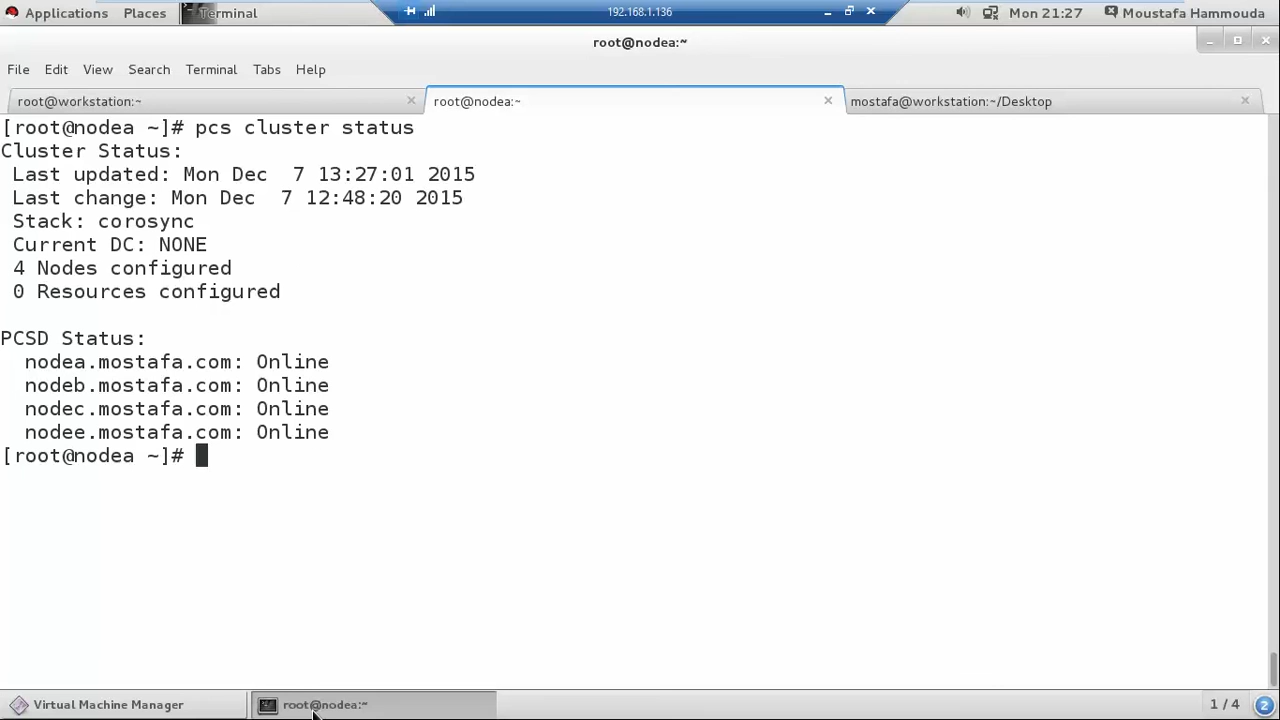 Applications Places Terminal 192.168.1.136 Mon 21:27 Moustafa Hammouda
root@nodea:~
File Edit View Search Terminal Tabs Help
root@workstation:~ root@nodea:~ mostafa@workstation:~/Desktop
[root@nodea ~]# pcs cluster status
Cluster Status:
 Last updated: Mon Dec  7 13:27:01 2015
 Last change: Mon Dec  7 12:48:20 2015
 Stack: corosync
 Current DC: NONE
 4 Nodes configured
 0 Resources configured
PCSD Status:
  nodea.mostafa.com: Online
  nodeb.mostafa.com: Online
  nodec.mostafa.com: Online
  nodee.mostafa.com: Online
[root@nodea ~]#
Virtual Machine Manager root@nodea:~ 1 / 4 2